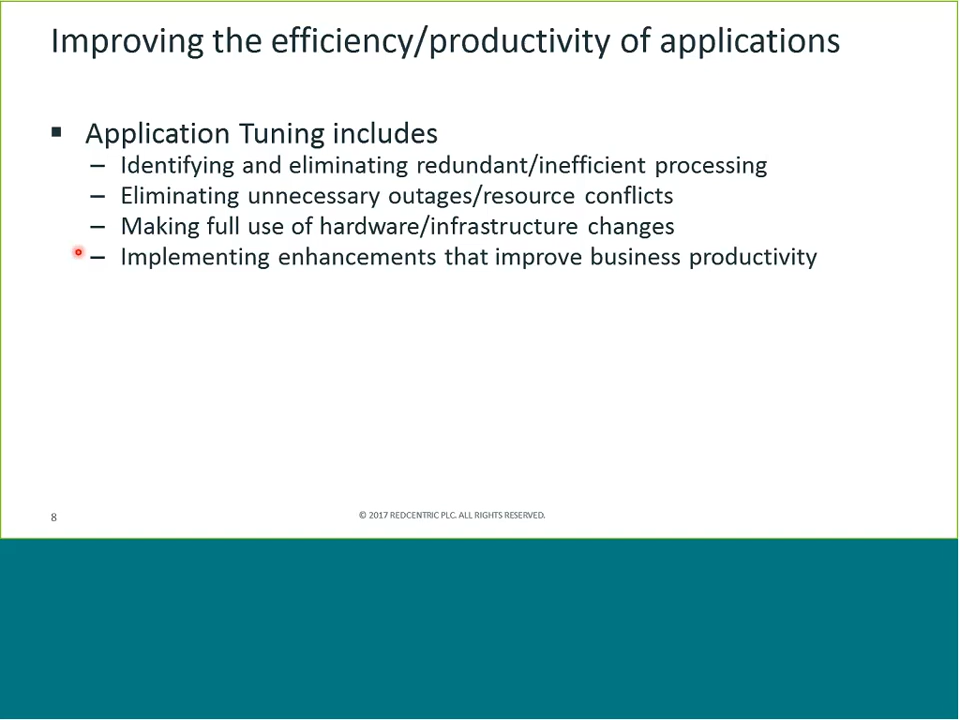 Improving the efficiency/productivity of applications
▪ Application Tuning includes
– Identifying and eliminating redundant/inefficient processing
– Eliminating unnecessary outages/resource conflicts
– Making full use of hardware/infrastructure changes
– Implementing enhancements that improve business productivity
8
© 2017 REDCENTRIC PLC. ALL RIGHTS RESERVED.